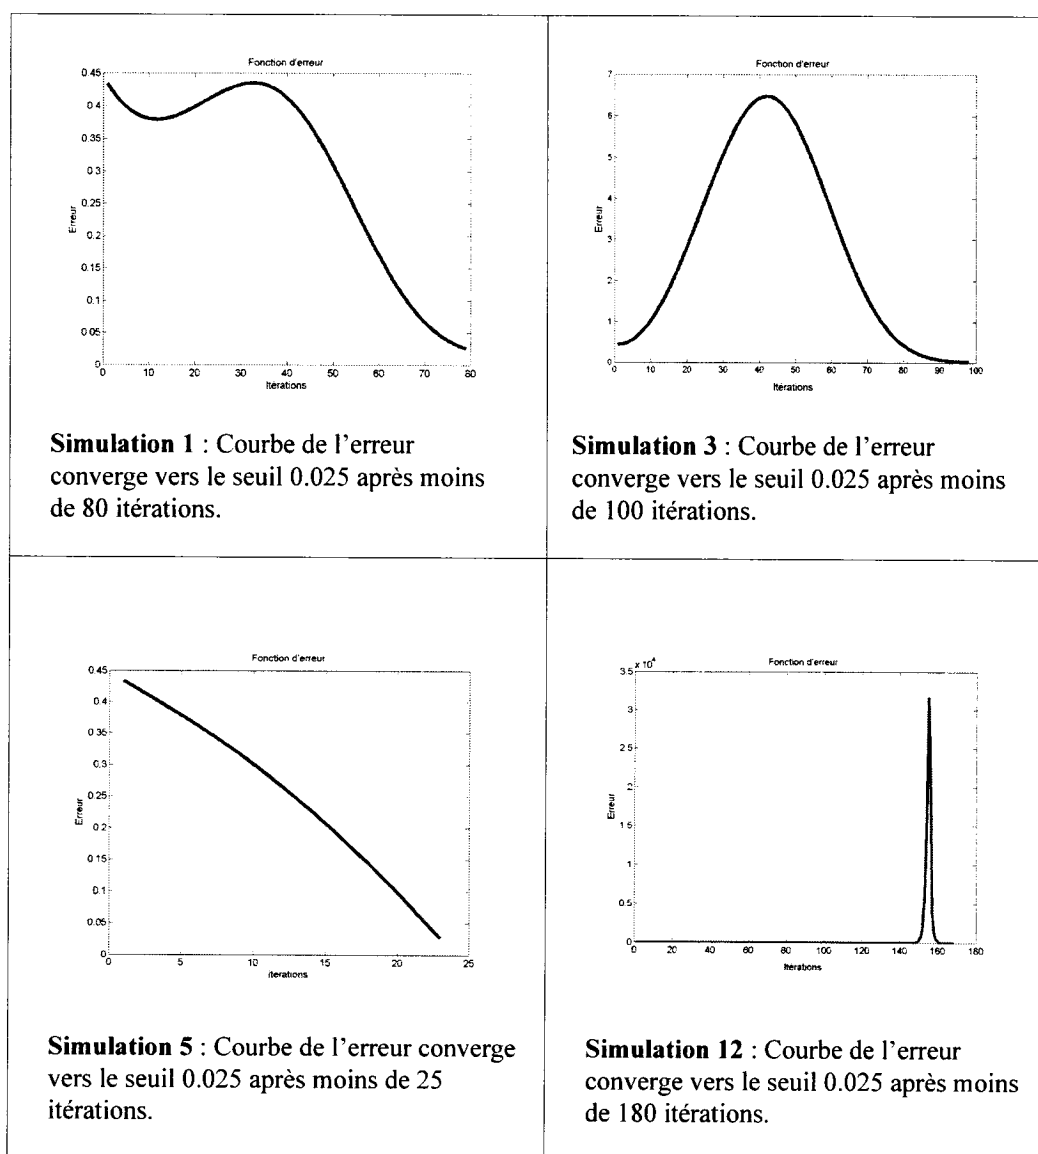 Fonction d'erreur
0.45
0.4
0.35
0.3
0.25
0.2
0.15
0.1
0.05
0
Erreur
0 10 20 30 40 50 60 70 80
Itérations
Simulation 1 : Courbe de l'erreur
converge vers le seuil 0.025 après moins
de 80 itérations.
Fonction d'erreur
7
6
5
4
3
2
1
0
Erreur
0 10 20 30 40 50 60 70 80 90 100
Itérations
Simulation 3 : Courbe de l'erreur
converge vers le seuil 0.025 après moins
de 100 itérations.
Fonction d'erreur
0.45
0.4
0.35
0.3
0.25
0.2
0.15
0.1
0.05
0
Erreur
0 5 10 15 20 25
Itérations
Simulation 5 : Courbe de l'erreur converge
vers le seuil 0.025 après moins de 25
itérations.
Fonction d'erreur
x 10^4
3.5
3
2.5
2
1.5
1
0.5
0
Erreur
0 20 40 60 80 100 120 140 160 180
Itérations
Simulation 12 : Courbe de l'erreur
converge vers le seuil 0.025 après moins
de 180 itérations.